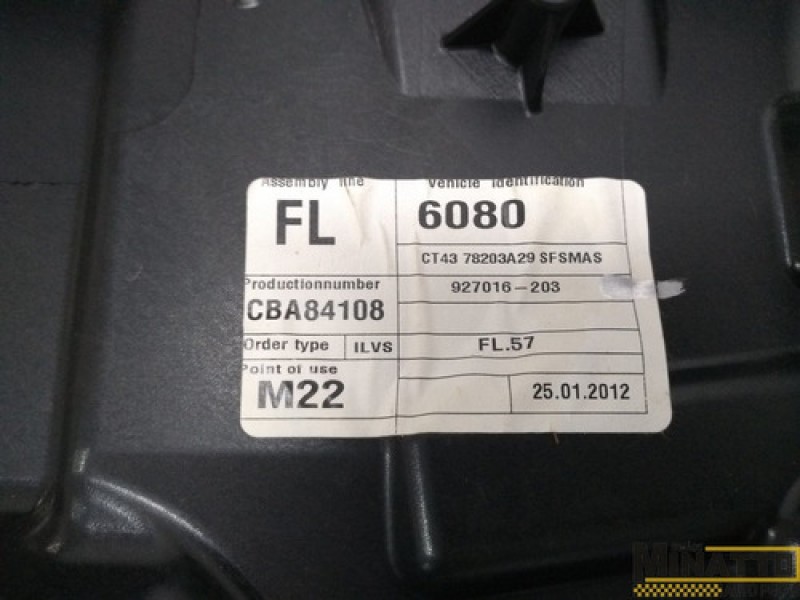 Assembly line
Vehicle identification
FL
6080
CT43 78203A29 SFSMAS
Productionnumber
927016-203
CBA84108
Order type
ILVS
FL.57
Point of use
M22
25.01.2012
MINATTO